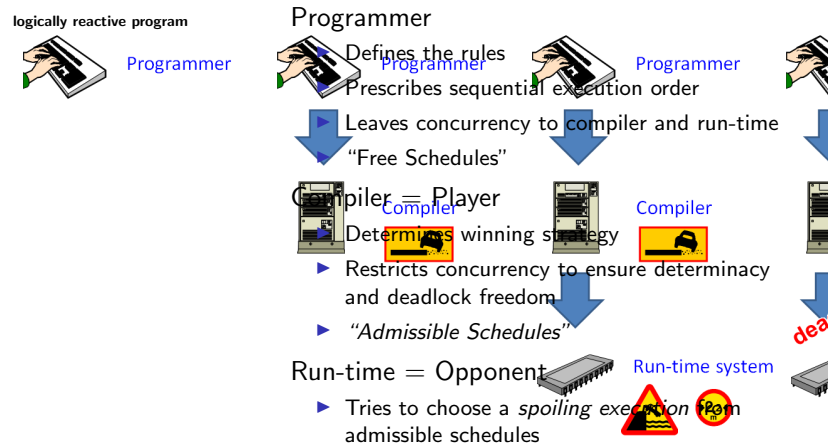 logically reactive program
Programmer
Programmer
Programmer
Programmer
Defines the rules
Prescribes sequential execution order
Leaves concurrency to compiler and run-time
“Free Schedules”
Compiler = Player
Compiler
Compiler
Determines winning strategy
Restricts concurrency to ensure determinacy
and deadlock freedom
“Admissible Schedules”
dea
Run-time = Opponent
Run-time system
Tries to choose a spoiling execution from
admissible schedules